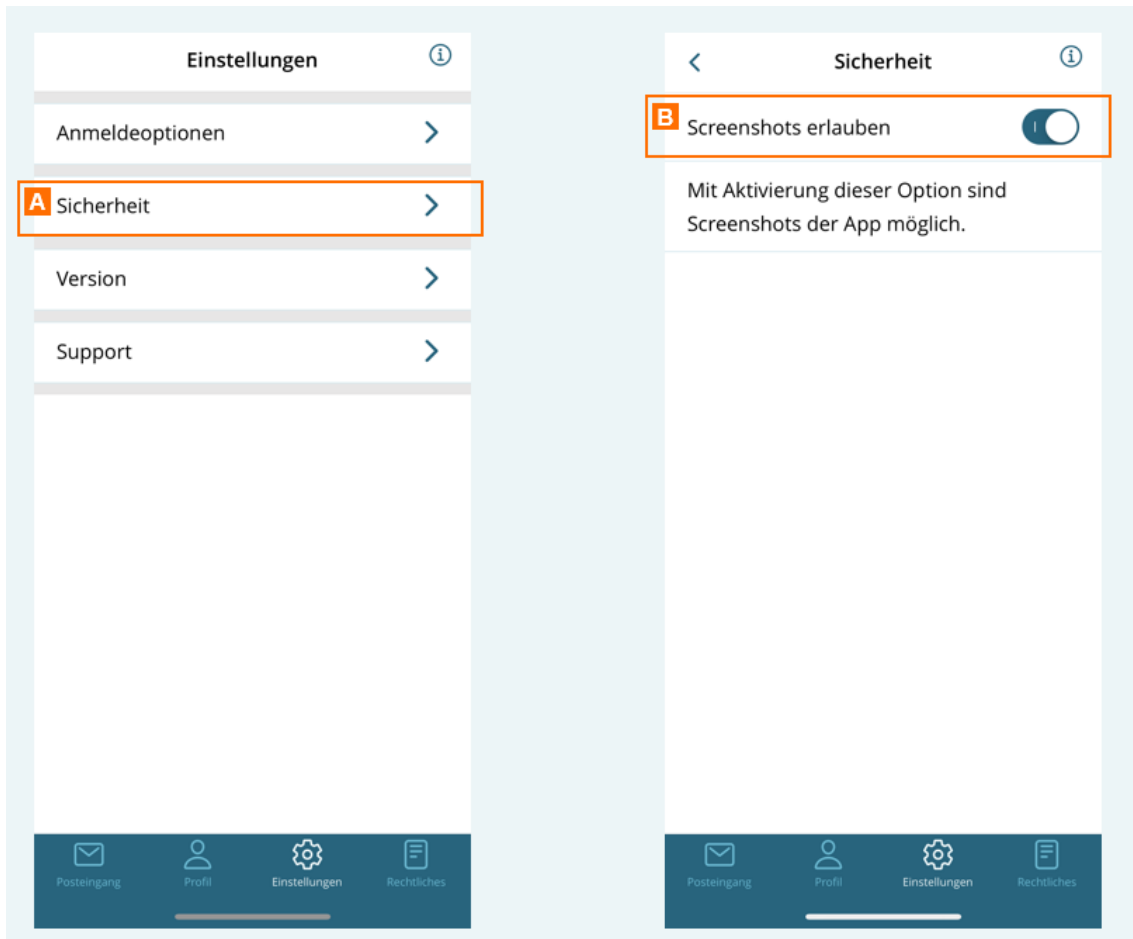 Einstellungen
Anmeldeoptionen
A
Sicherheit
Version
Support
Posteingang
Profil
Einstellungen
Rechtliches
Sicherheit
B
Screenshots erlauben
Mit Aktivierung dieser Option sind
Screenshots der App möglich.
Posteingang
Profil
Einstellungen
Rechtliches